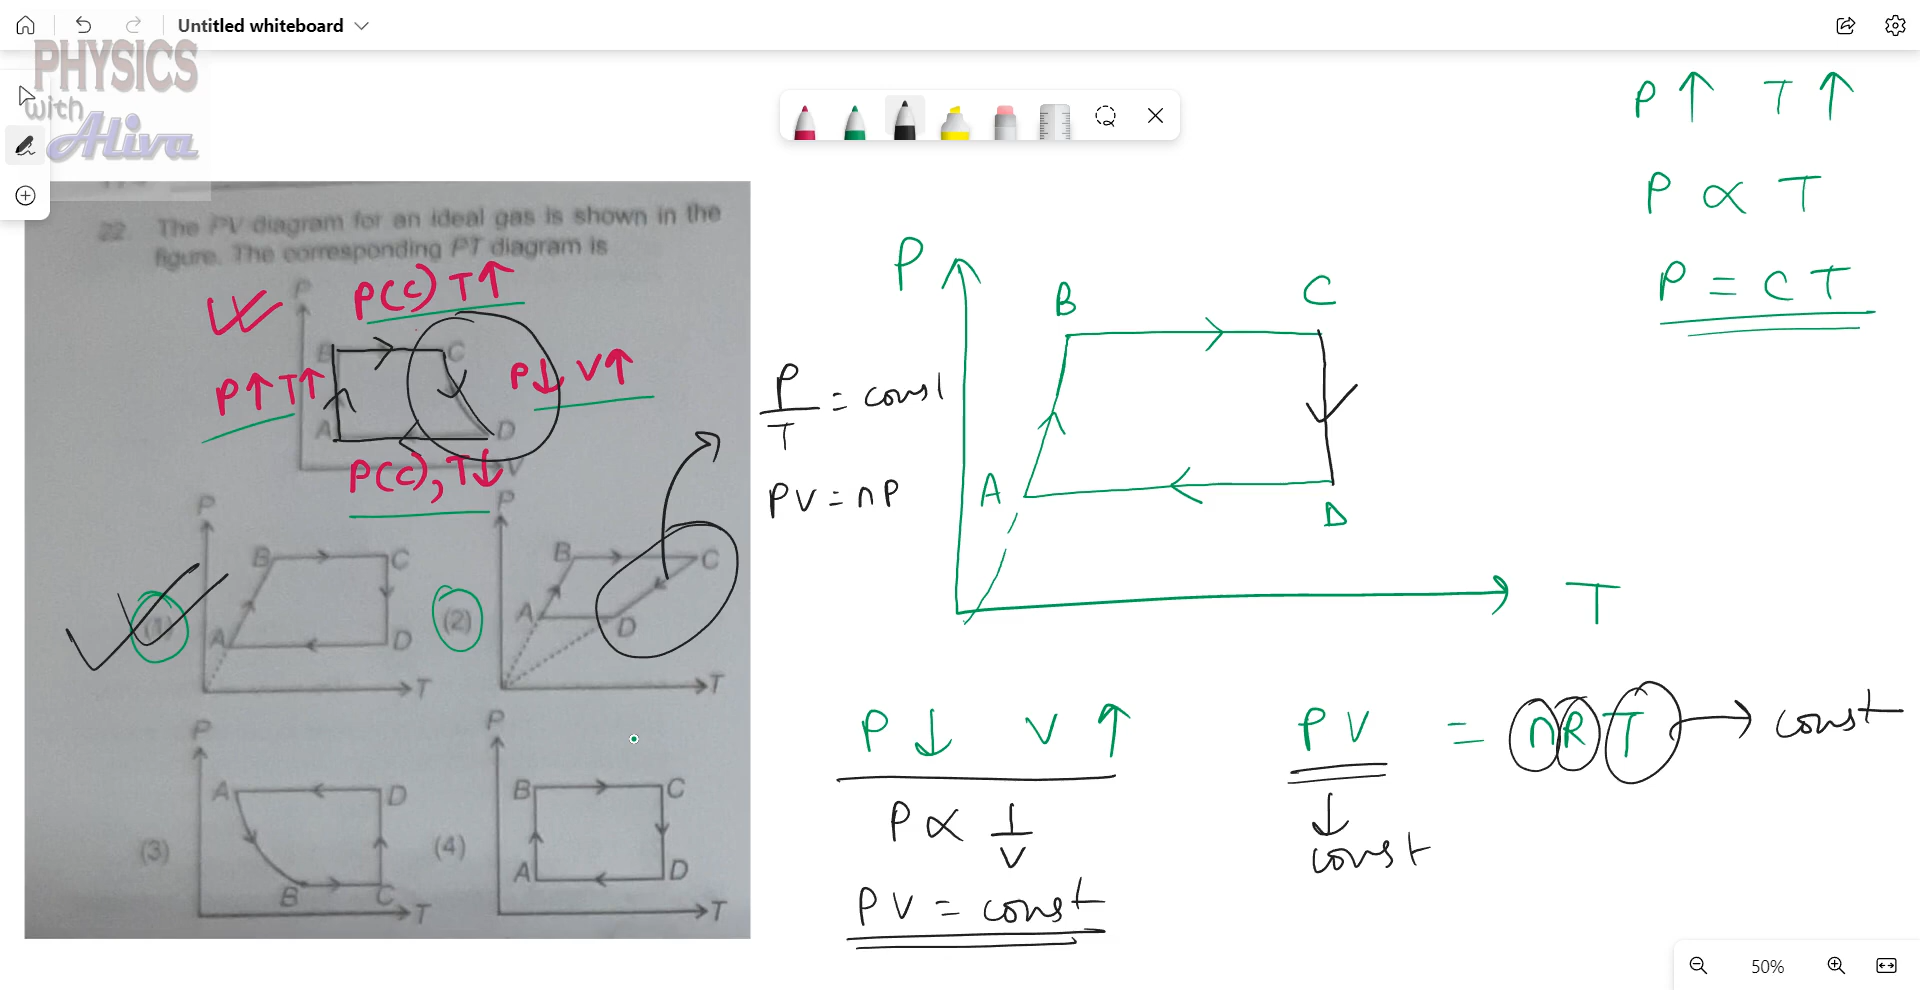 Untitled whiteboard
PHYSICS
with
Aliva
22. The PV diagram for an ideal gas is shown in the
figure. The corresponding PT diagram is
P
P(C) T↑
B
C
P↑ T↑
P↓ V↑
A
D
V
P(C), T↓
P
B
C
(1)
A
D
T
P
B
C
(2)
A
D
T
P
A
D
(3)
B
C
T
P
B
C
(4)
A
D
T
P
B
C
A
D
T
P/T = const
PV = nP
P↑ T↑
P ∝ T
P = CT
P↓ V↑
P ∝ 1/V
PV = const
PV = nRT → const
↓
const
50%